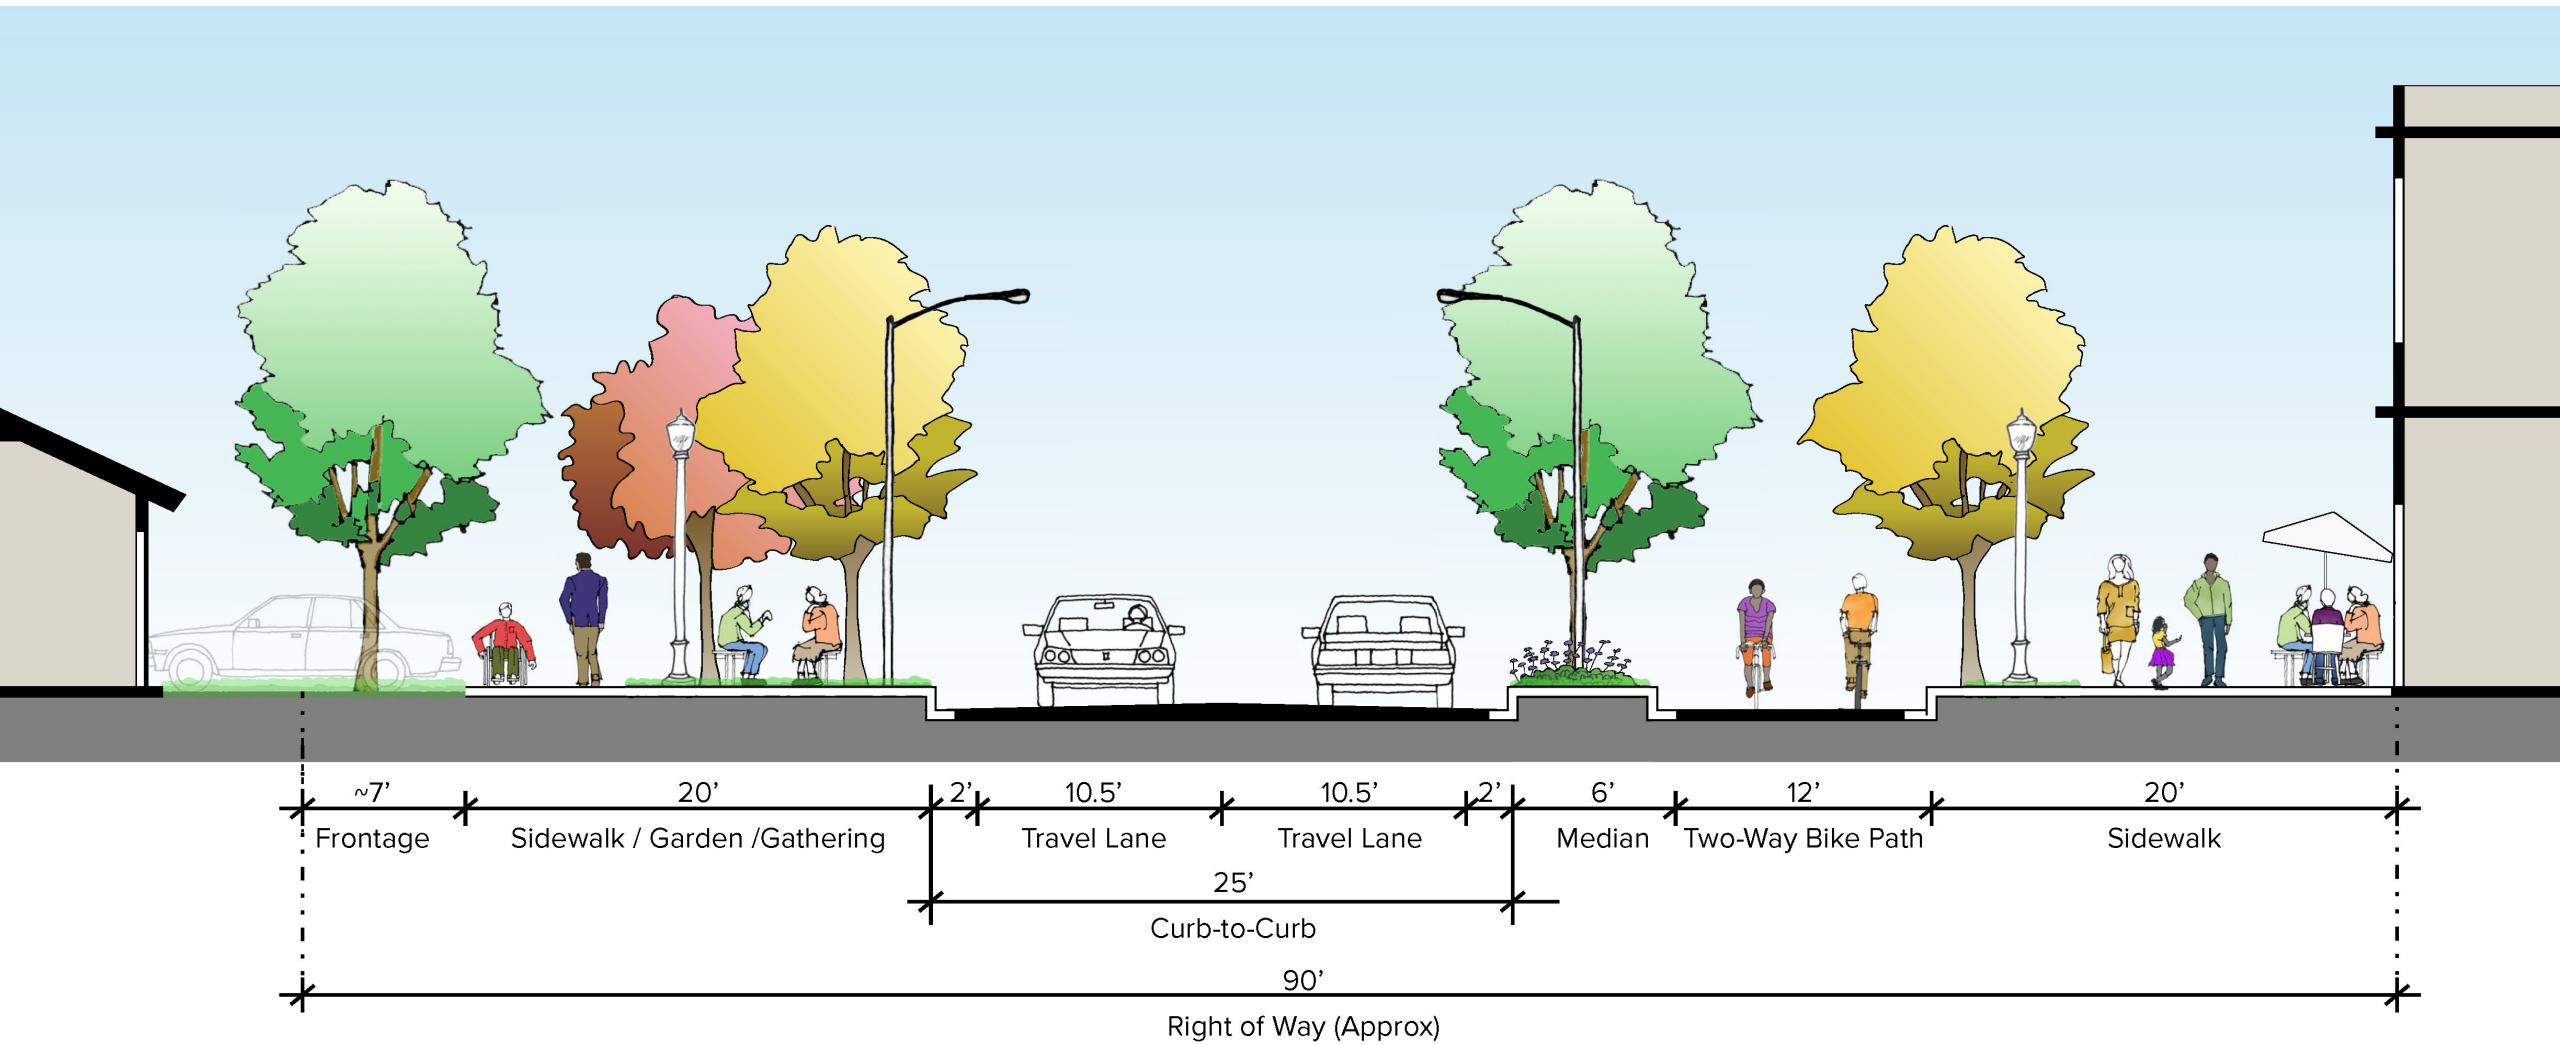 ~7’ 20’ 2’ 10.5’ 10.5’ 2’ 6’ 12’ 20’
Frontage Sidewalk / Garden /Gathering Travel Lane Travel Lane Median Two-Way Bike Path Sidewalk
25’
Curb-to-Curb
90’
Right of Way (Approx)